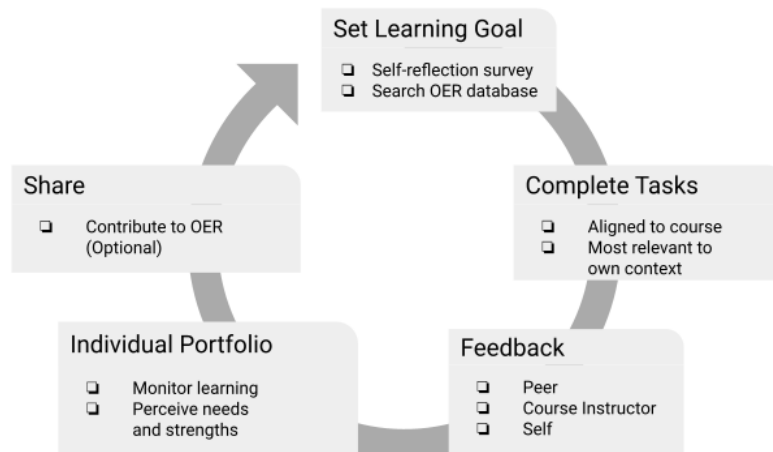 Set Learning Goal
❏ Self-reflection survey
❏ Search OER database
Complete Tasks
❏ Aligned to course
❏ Most relevant to
own context
Feedback
❏ Peer
❏ Course Instructor
❏ Self
Individual Portfolio
❏ Monitor learning
❏ Perceive needs
and strengths
Share
❏ Contribute to OER
(Optional)